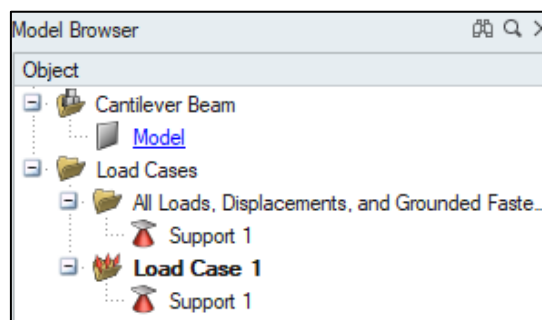 Model Browser
Object
Cantilever Beam
Model
Load Cases
All Loads, Displacements, and Grounded Faste...
Support 1
Load Case 1
Support 1